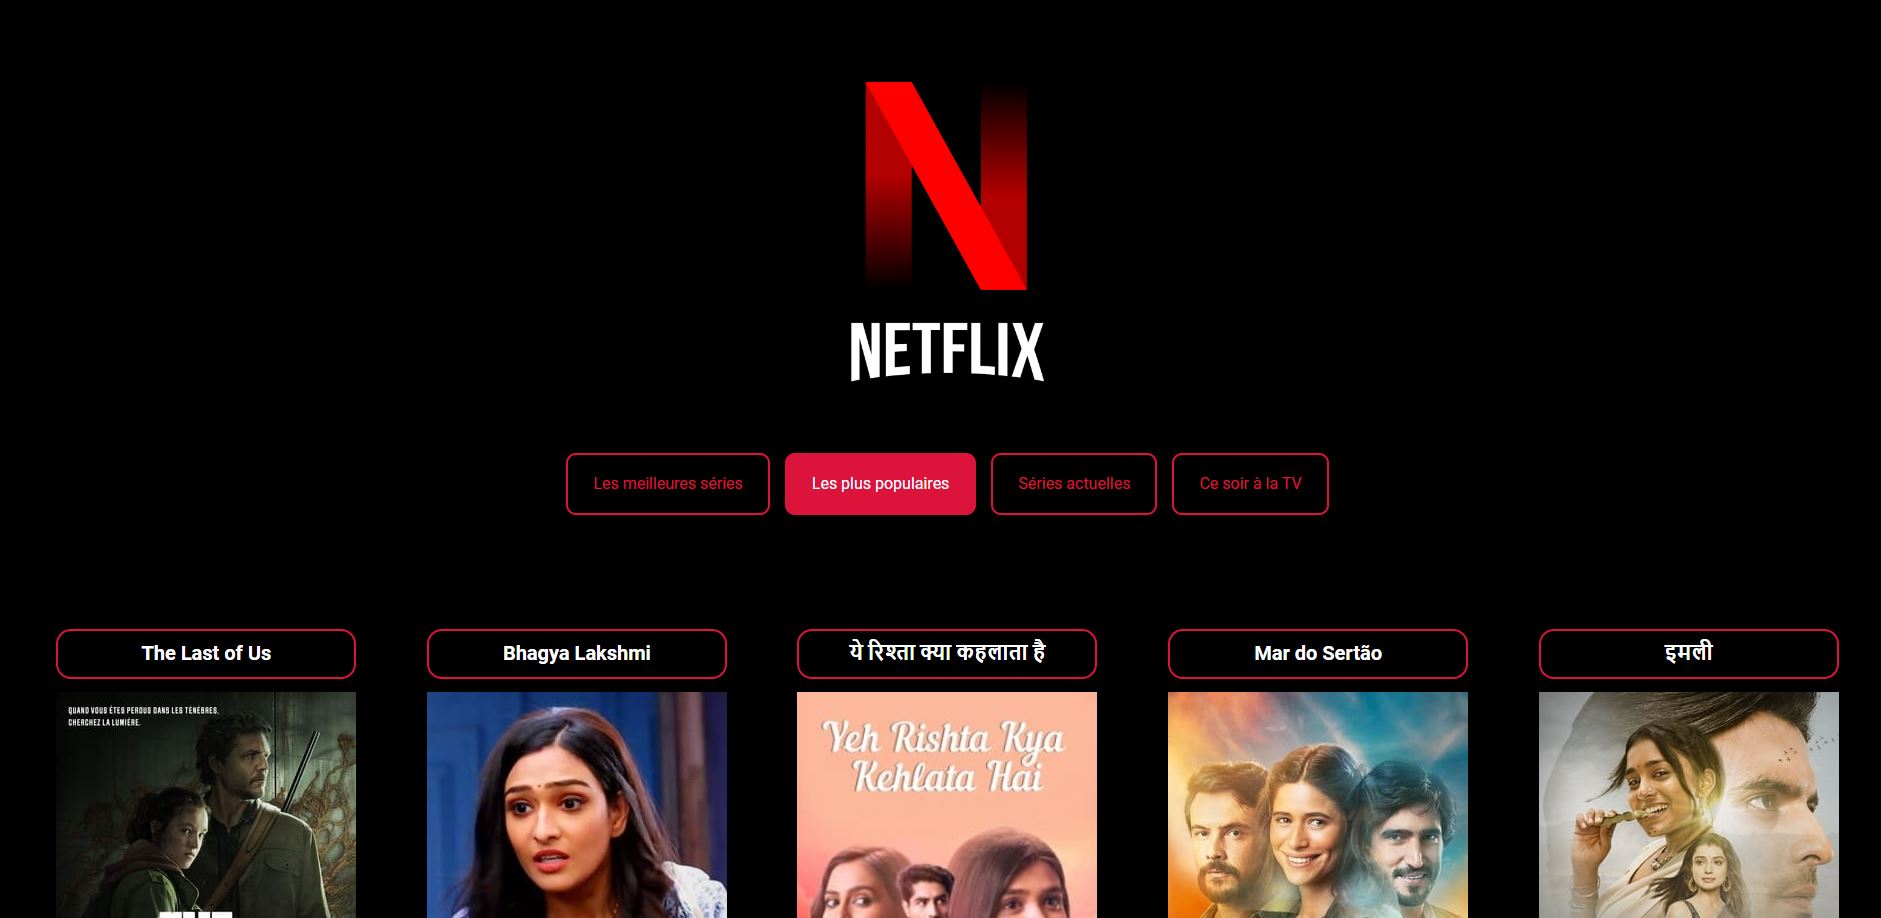 NETFLIX
Les meilleures séries
Les plus populaires
Séries actuelles
Ce soir à la TV
The Last of Us
Bhagya Lakshmi
ये रिश्ता क्या कहलाता है
Mar do Sertão
इमली
QUAND VOUS ÊTES PERDUS DANS LES TÉNÈBRES,
CHERCHEZ LA LUMIÈRE.
Yeh Rishta Kya
Kehlata Hai